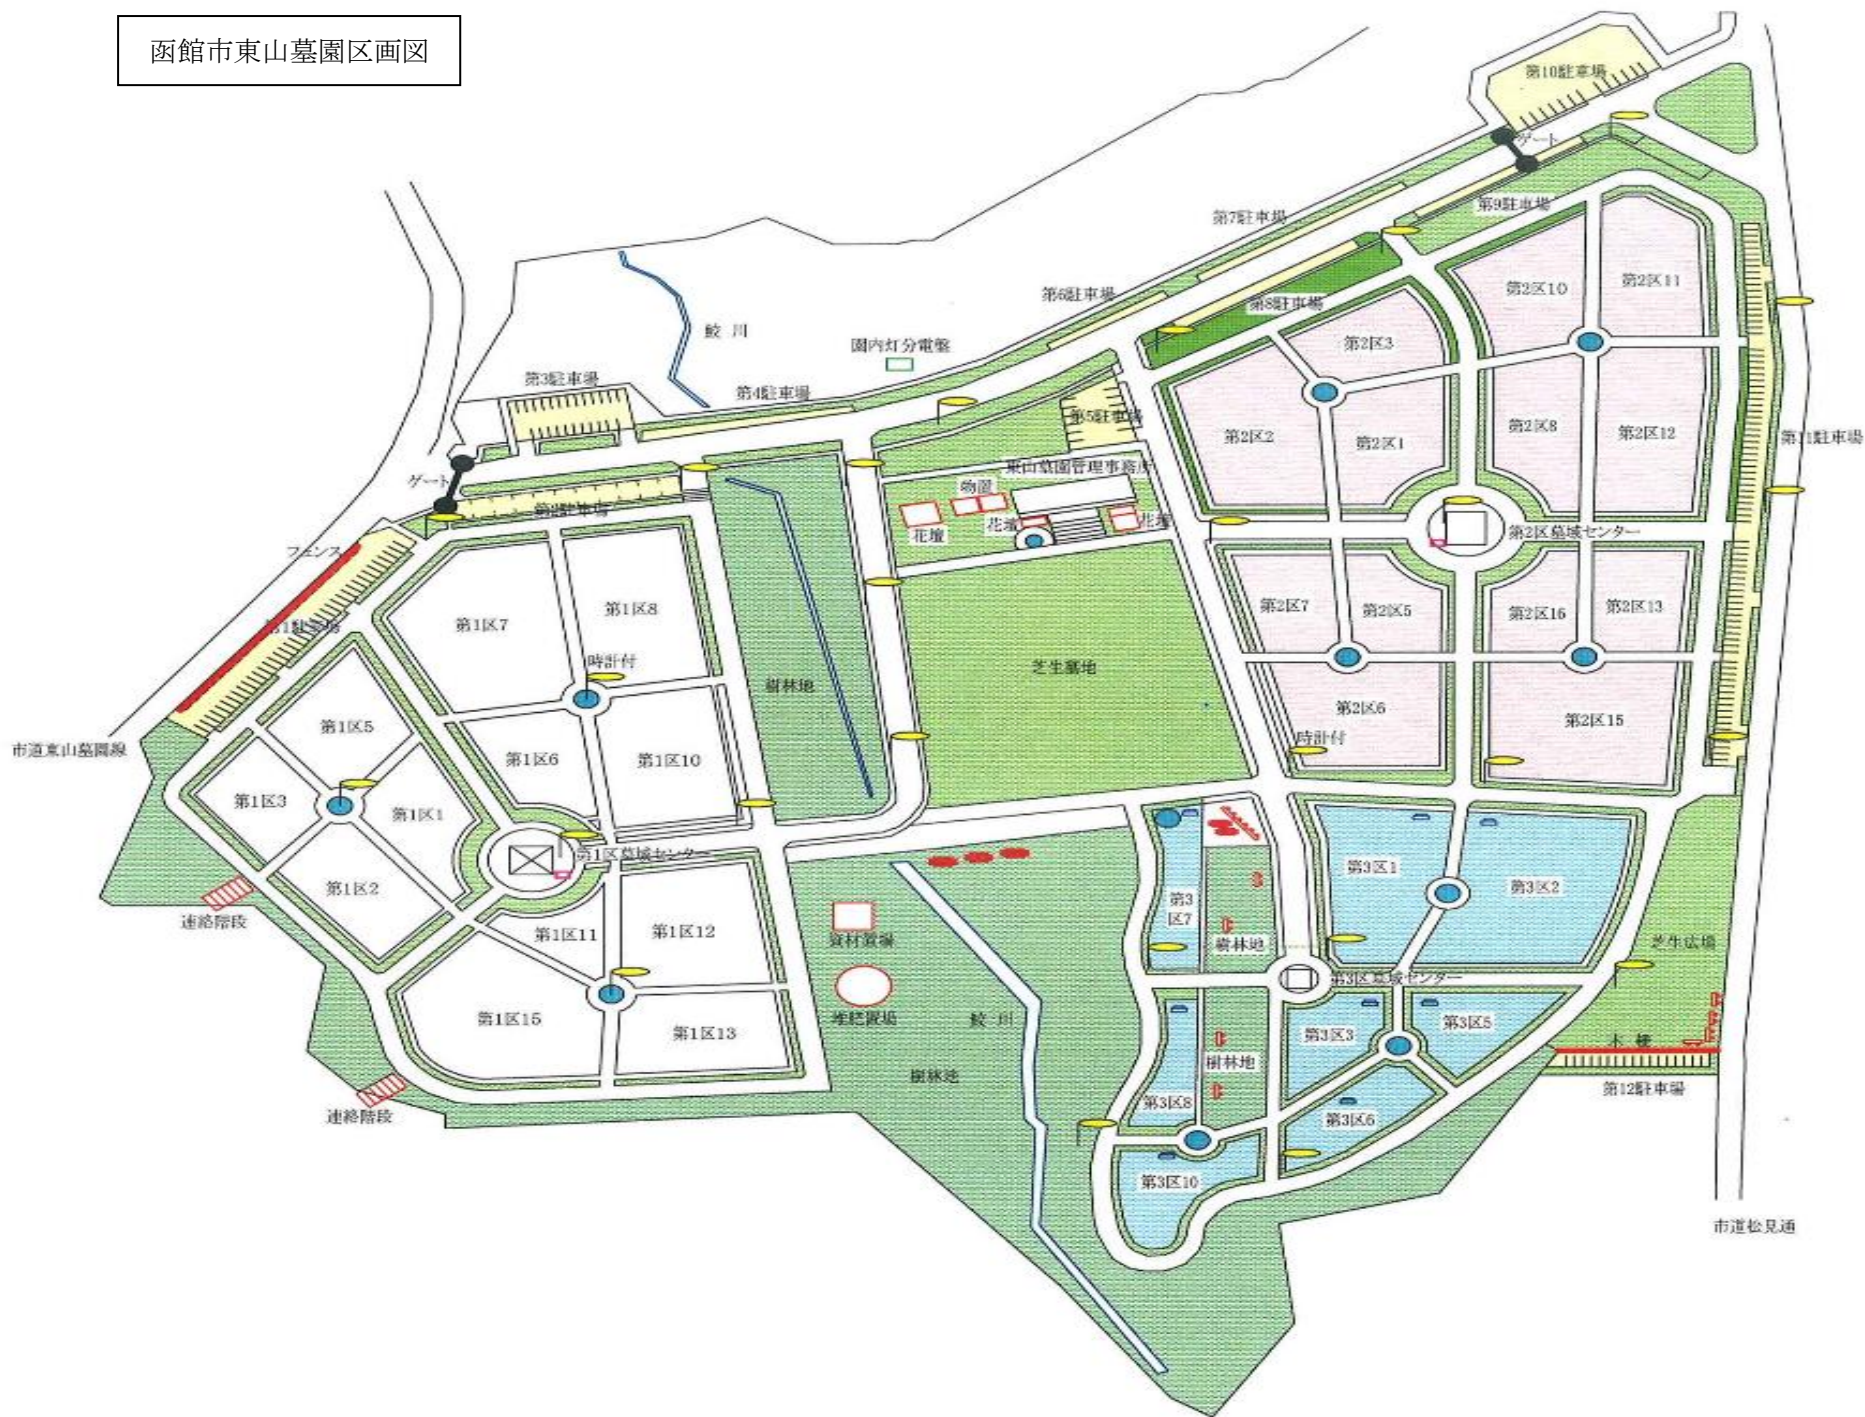 函館市東山墓園区画図
第10駐車場
ゲート
第9駐車場
第7駐車場
第2区11
第2区10
第6駐車場
第8駐車場
鮫 川
園内灯分電盤
第2区3
第3駐車場
第4駐車場
第5駐車場
第2区2
第2区1
第2区8
第2区12
第11駐車場
東山墓園管理事務所
ゲート
物置
第2駐車場
花壇
花壇
花壇
第2区墓域センター
フェンス
第1区8
第1区7
第1駐車場
第2区7
第2区5
第2区16
第2区13
時計付
芝生墓地
樹林地
第2区6
第2区15
第1区5
時計付
市道東山墓園線
第1区6
第1区10
第1区3
第1区1
第1区墓域センター
第3区1
第3区2
第1区2
第3
区7
連絡階段
第1区11
第1区12
資材置場
樹林地
芝生広場
第3区墓域センター
第1区15
第1区13
堆肥置場
鮫 川
第3区3
第3区5
木 柵
樹林地
樹林地
第12駐車場
第3区8
連絡階段
第3区6
第3区10
市道松見通